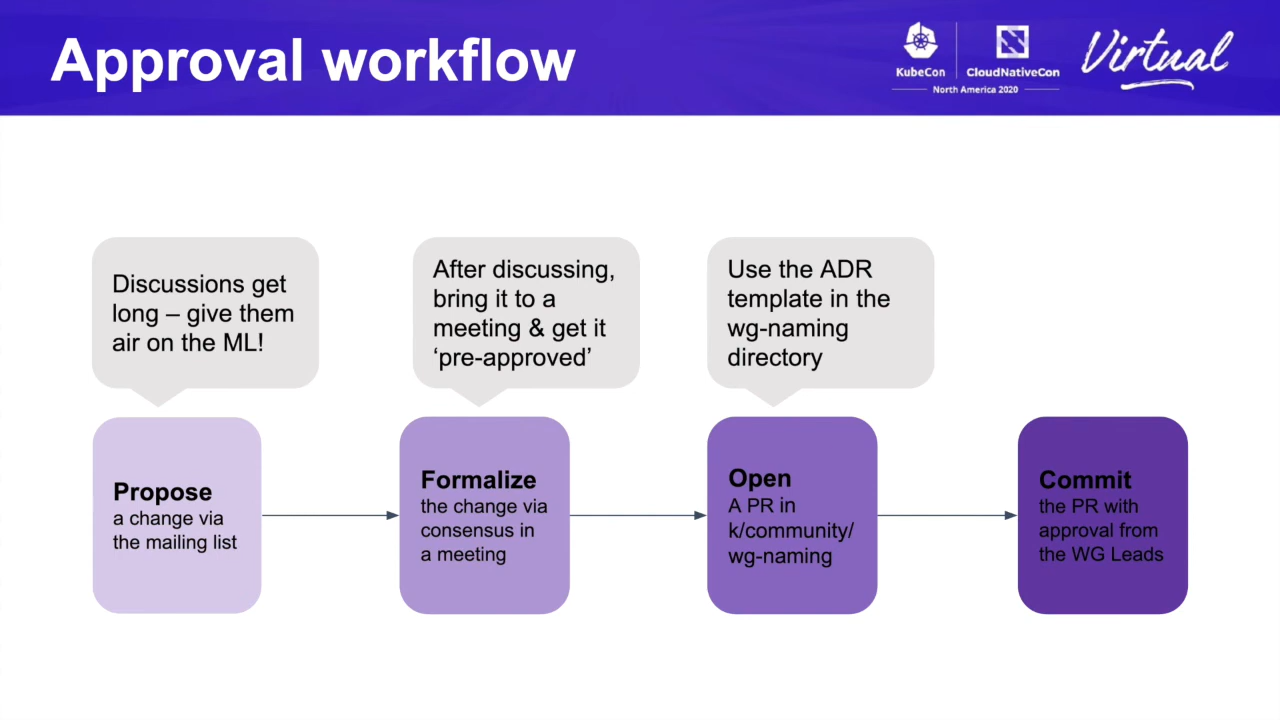 Approval workflow
KubeCon
CloudNativeCon
North America 2020
Virtual
Discussions get
long – give them
air on the ML!
After discussing,
bring it to a
meeting & get it
‘pre-approved’
Use the ADR
template in the
wg-naming
directory
Propose
a change via
the mailing list
Formalize
the change via
consensus in
a meeting
Open
A PR in
k/community/
wg-naming
Commit
the PR with
approval from
the WG Leads